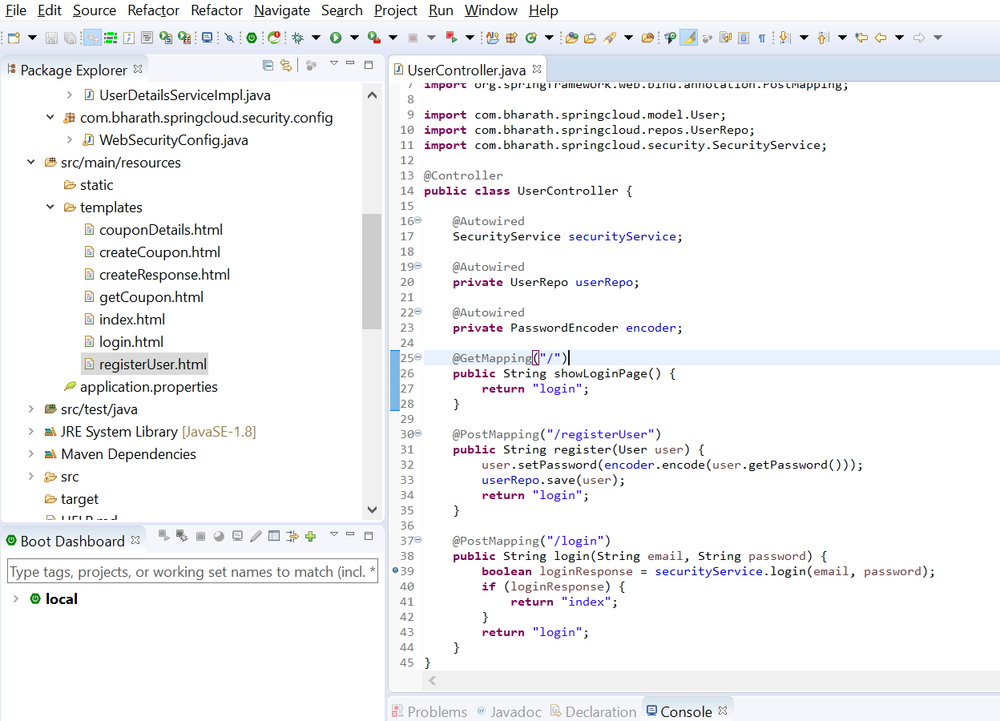 File Edit Source Refactor Refactor Navigate Search Project Run Window Help
Package Explorer
UserDetailsServiceImpl.java
com.bharath.springcloud.security.config
WebSecurityConfig.java
src/main/resources
static
templates
couponDetails.html
createCoupon.html
createResponse.html
getCoupon.html
index.html
login.html
registerUser.html
application.properties
src/test/java
JRE System Library [JavaSE-1.8]
Maven Dependencies
src
target
HELP.md
Boot Dashboard
Type tags, projects, or working set names to match (incl. *
local
UserController.java
7 import org.springframework.web.bind.annotation.PostMapping;
8
9 import com.bharath.springcloud.model.User;
10 import com.bharath.springcloud.repos.UserRepo;
11 import com.bharath.springcloud.security.SecurityService;
12
13 @Controller
14 public class UserController {
15
16 @Autowired
17 SecurityService securityService;
18
19 @Autowired
20 private UserRepo userRepo;
21
22 @Autowired
23 private PasswordEncoder encoder;
24
25 @GetMapping("/")
26 public String showLoginPage() {
27 return "login";
28 }
29
30 @PostMapping("/registerUser")
31 public String register(User user) {
32 user.setPassword(encoder.encode(user.getPassword()));
33 userRepo.save(user);
34 return "login";
35 }
36
37 @PostMapping("/login")
38 public String login(String email, String password) {
39 boolean loginResponse = securityService.login(email, password);
40 if (loginResponse) {
41 return "index";
42 }
43 return "login";
44 }
45 }
Problems @ Javadoc Declaration Console